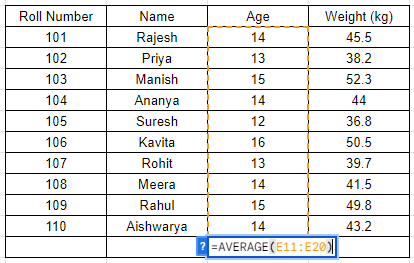 Roll Number Name Age Weight (kg)
101 Rajesh 14 45.5
102 Priya 13 38.2
103 Manish 15 52.3
104 Ananya 14 44
105 Suresh 12 36.8
106 Kavita 16 50.5
107 Rohit 13 39.7
108 Meera 14 41.5
109 Rahul 15 49.8
110 Aishwarya 14 43.2
? =AVERAGE(E11:E20)